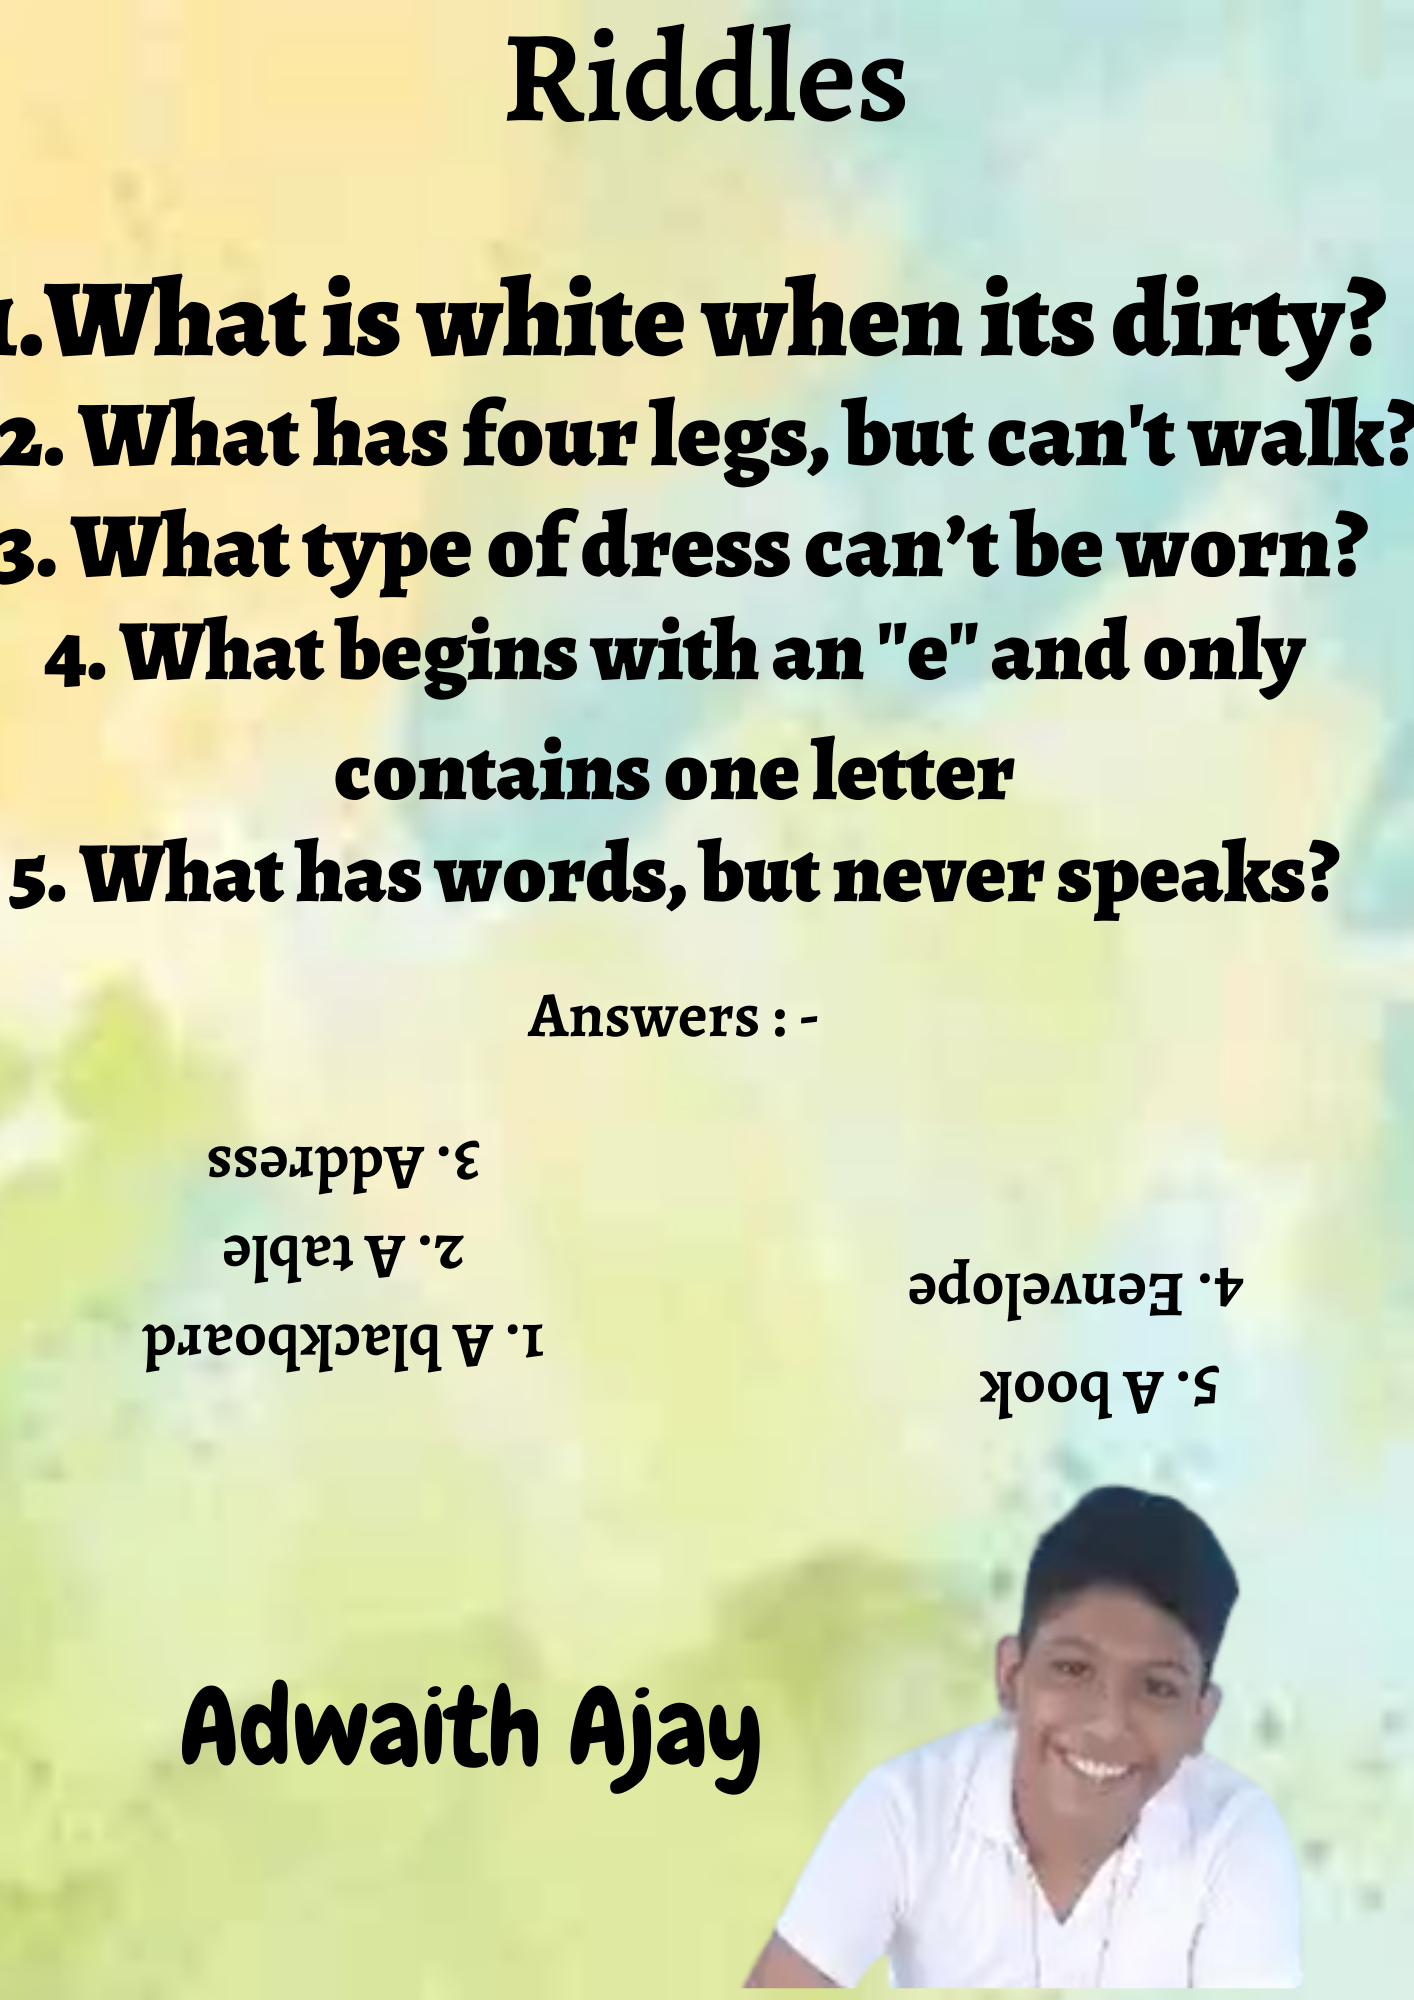 Riddles
1.What is white when its dirty?
2. What has four legs, but can't walk?
3. What type of dress can’t be worn?
4. What begins with an "e" and only
contains one letter
5. What has words, but never speaks?
Answers : -
1. A blackboard
2. A table
3. Address
4. Eenvelope
5. A book
Adwaith Ajay